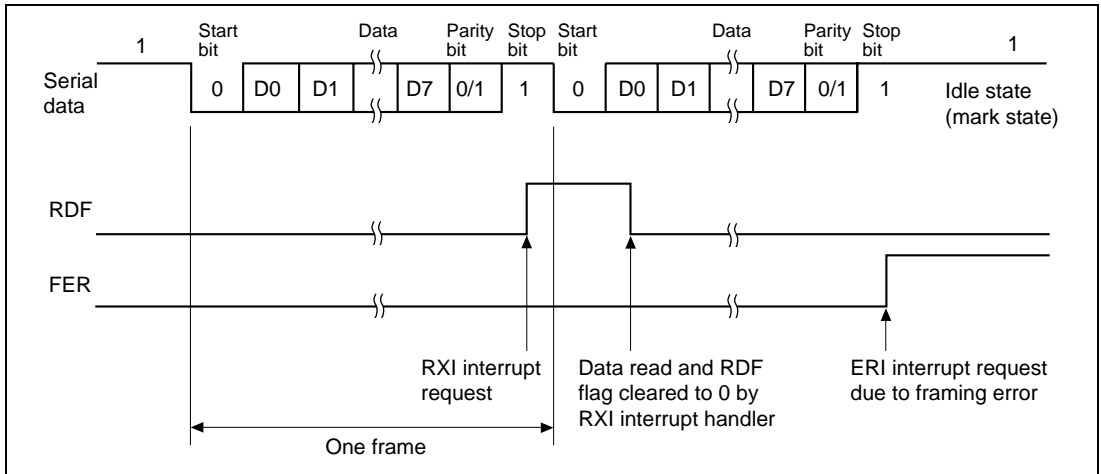 1
Start bit
Data
Parity bit
Stop bit
Start bit
Data
Parity bit
Stop bit
1
Serial data
0 D0 D1 D7 0/1 1 0 D0 D1 D7 0/1 1
Idle state
(mark state)
RDF
FER
RXI interrupt
request
Data read and RDF
flag cleared to 0 by
RXI interrupt handler
ERI interrupt request
due to framing error
One frame